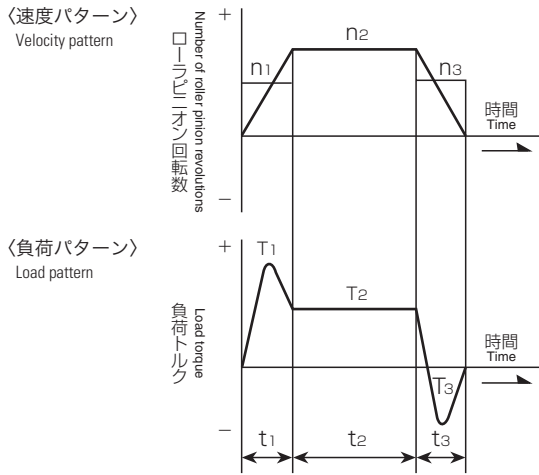 〈速度パターン〉
Velocity pattern
+
Number of roller pinion revolutions
ローラピニオン回転数
−
n1
n2
n3
時間
Time
〈負荷パターン〉
Load pattern
+
Load torque
負荷トルク
−
T1
T2
T3
時間
Time
t1
t2
t3